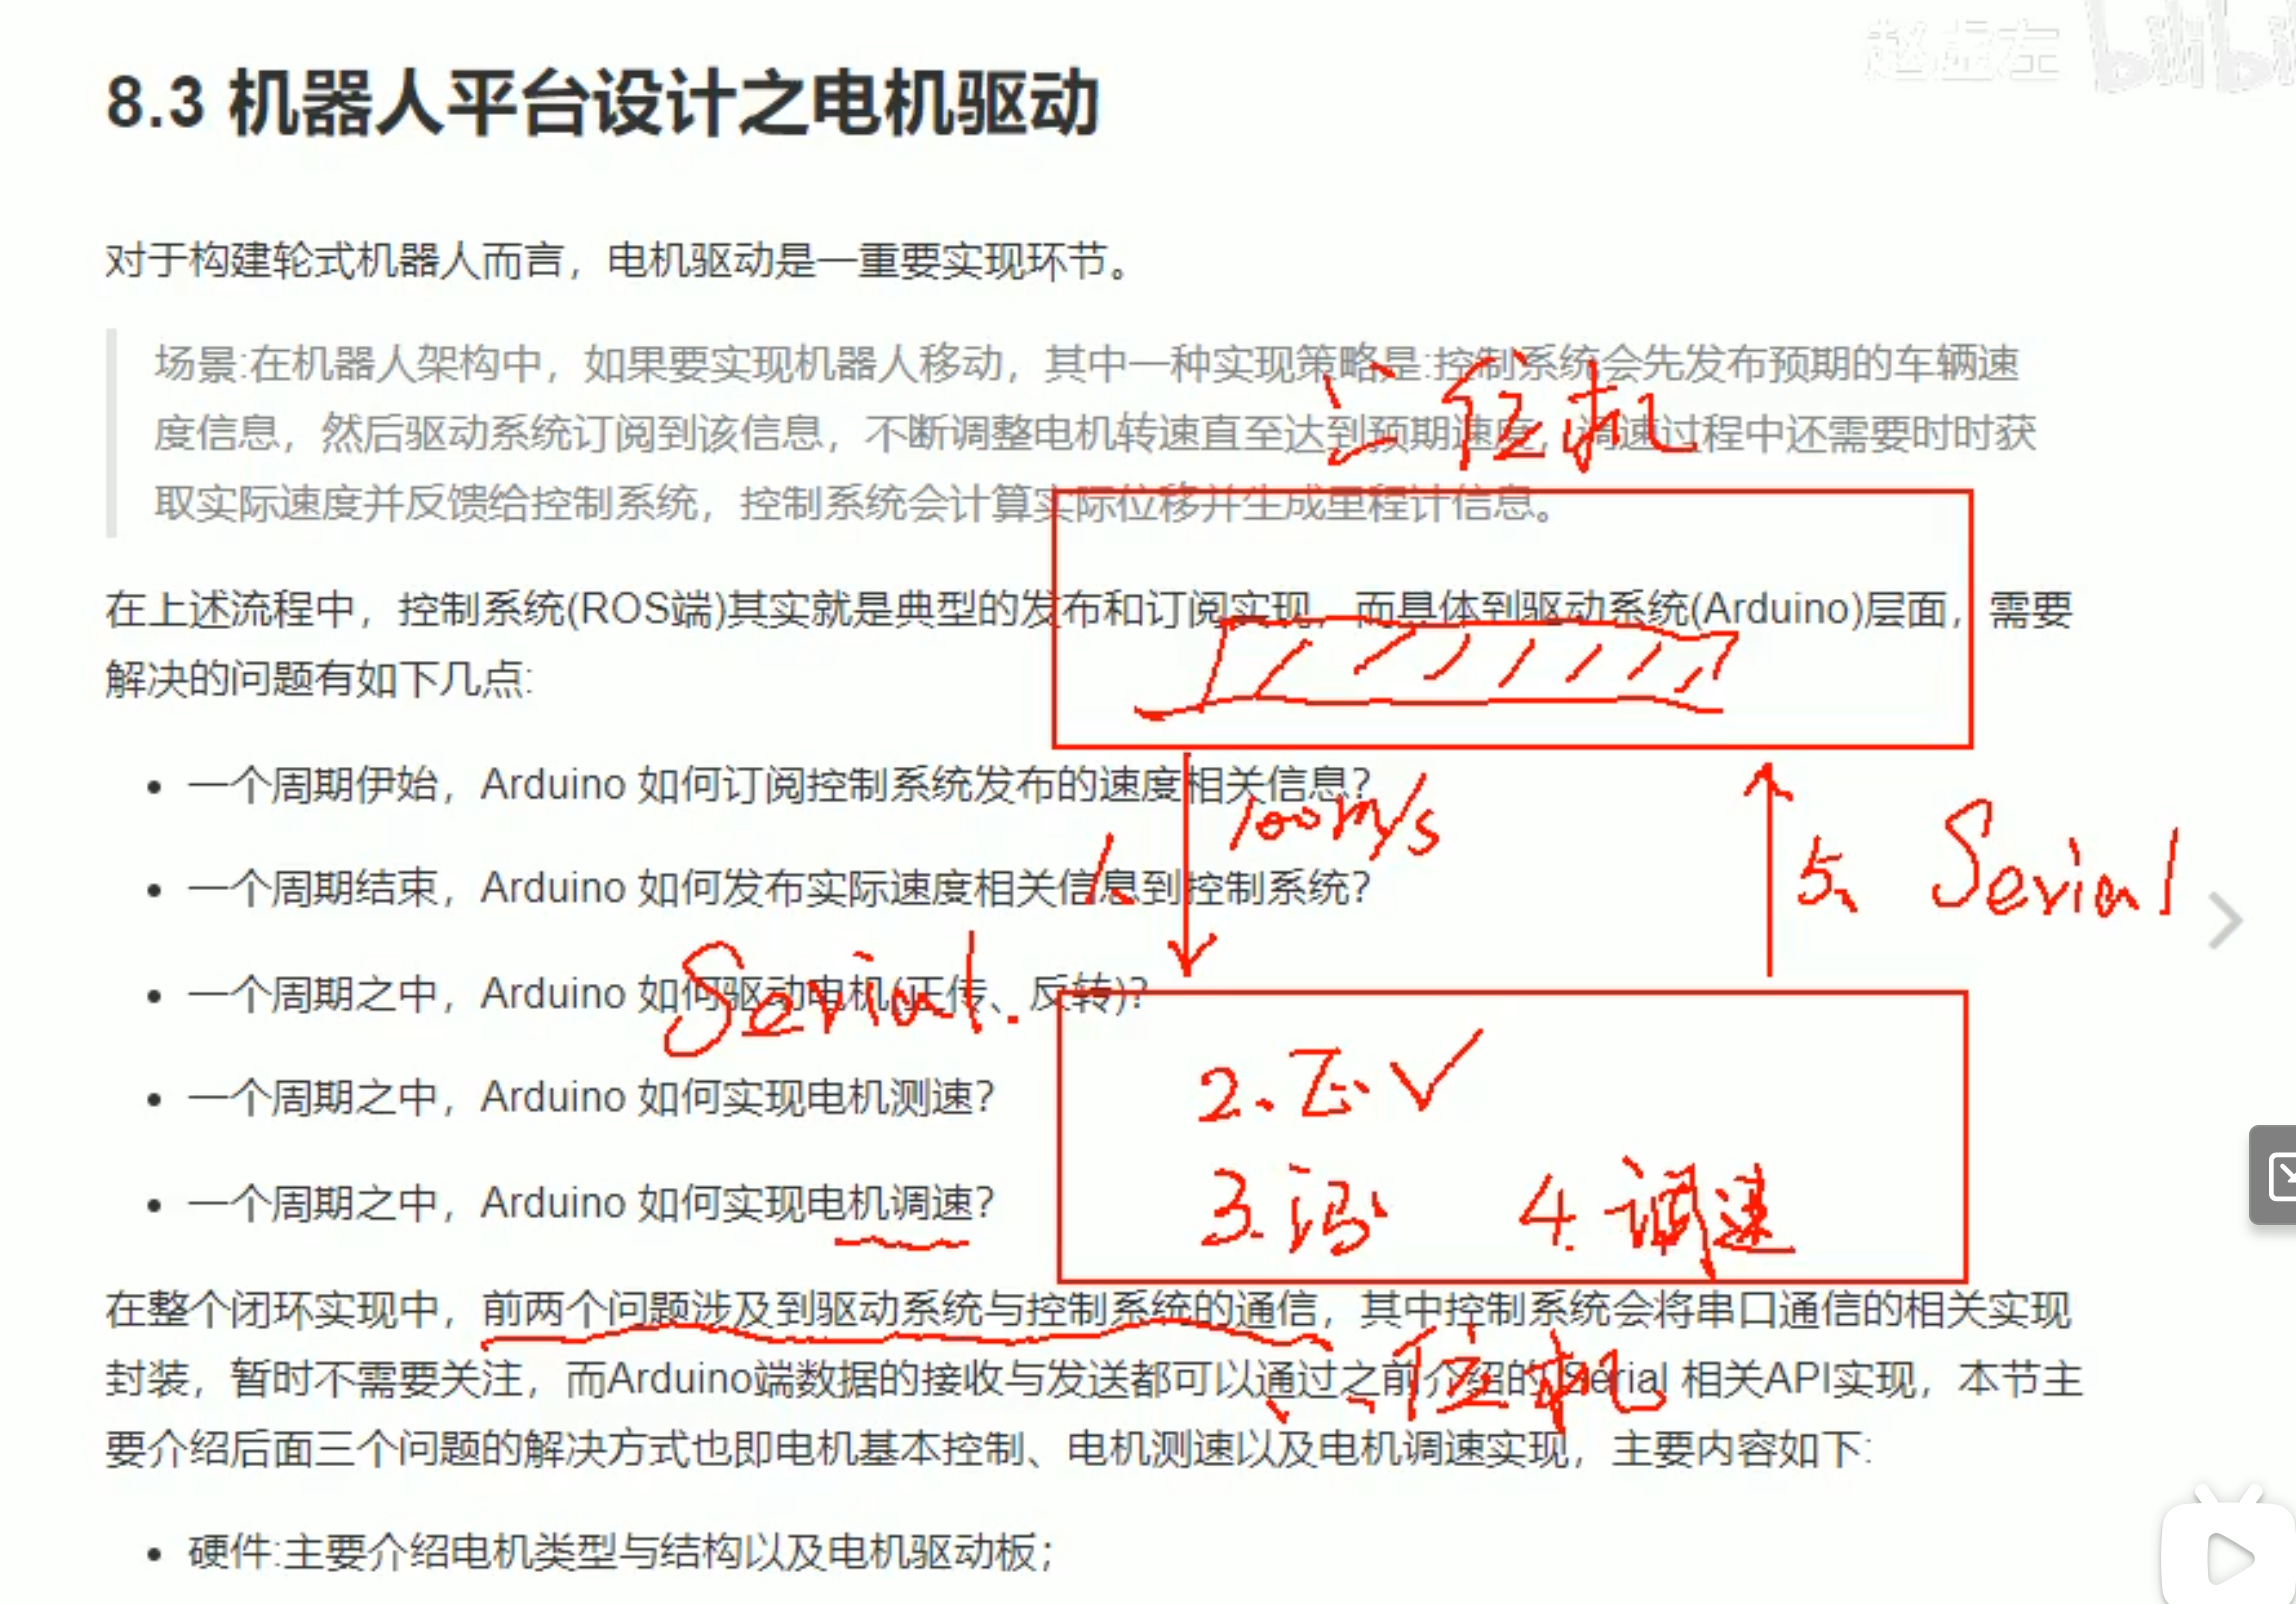 赵虚左 bilibili
8.3 机器人平台设计之电机驱动
对于构建轮式机器人而言，电机驱动是一重要实现环节。
场景:在机器人架构中，如果要实现机器人移动，其中一种实现策略是:控制系统会先发布预期的车辆速
度信息，然后驱动系统订阅到该信息，不断调整电机转速直至达到预期速度，调速过程中还需要时时获
取实际速度并反馈给控制系统，控制系统会计算实际位移并生成里程计信息。
上位机
在上述流程中，控制系统(ROS端)其实就是典型的发布和订阅实现，而具体到驱动系统(Arduino)层面，需要
解决的问题有如下几点:
一个周期伊始，Arduino 如何订阅控制系统发布的速度相关信息?
100m/s
一个周期结束，Arduino 如何发布实际速度相关信息到控制系统?
1、
5、 Serial
一个周期之中，Arduino 如何驱动电机(正传、反转)?
Serial.
一个周期之中，Arduino 如何实现电机测速?
2、正 ✓
一个周期之中，Arduino 如何实现电机调速?
3.测 4.调速
在整个闭环实现中，前两个问题涉及到驱动系统与控制系统的通信，其中控制系统会将串口通信的相关实现
封装，暂时不需要关注，而Arduino端数据的接收与发送都可以通过之前介绍的 Serial 相关API实现，本节主
下位机
要介绍后面三个问题的解决方式也即电机基本控制、电机测速以及电机调速实现，主要内容如下:
硬件:主要介绍电机类型与结构以及电机驱动板；